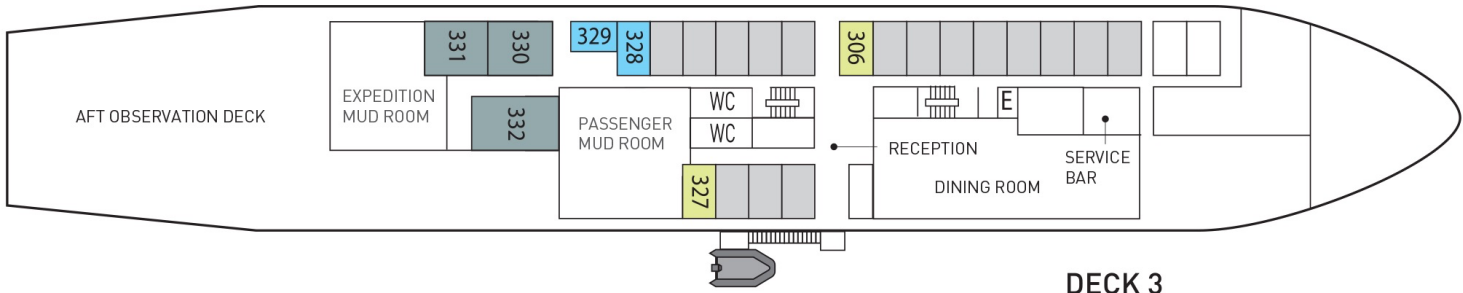 331
330
329
328
306
EXPEDITION
MUD ROOM
332
AFT OBSERVATION DECK
PASSENGER
MUD ROOM
WC
WC
E
RECEPTION
SERVICE
BAR
DINING ROOM
327
DECK 3